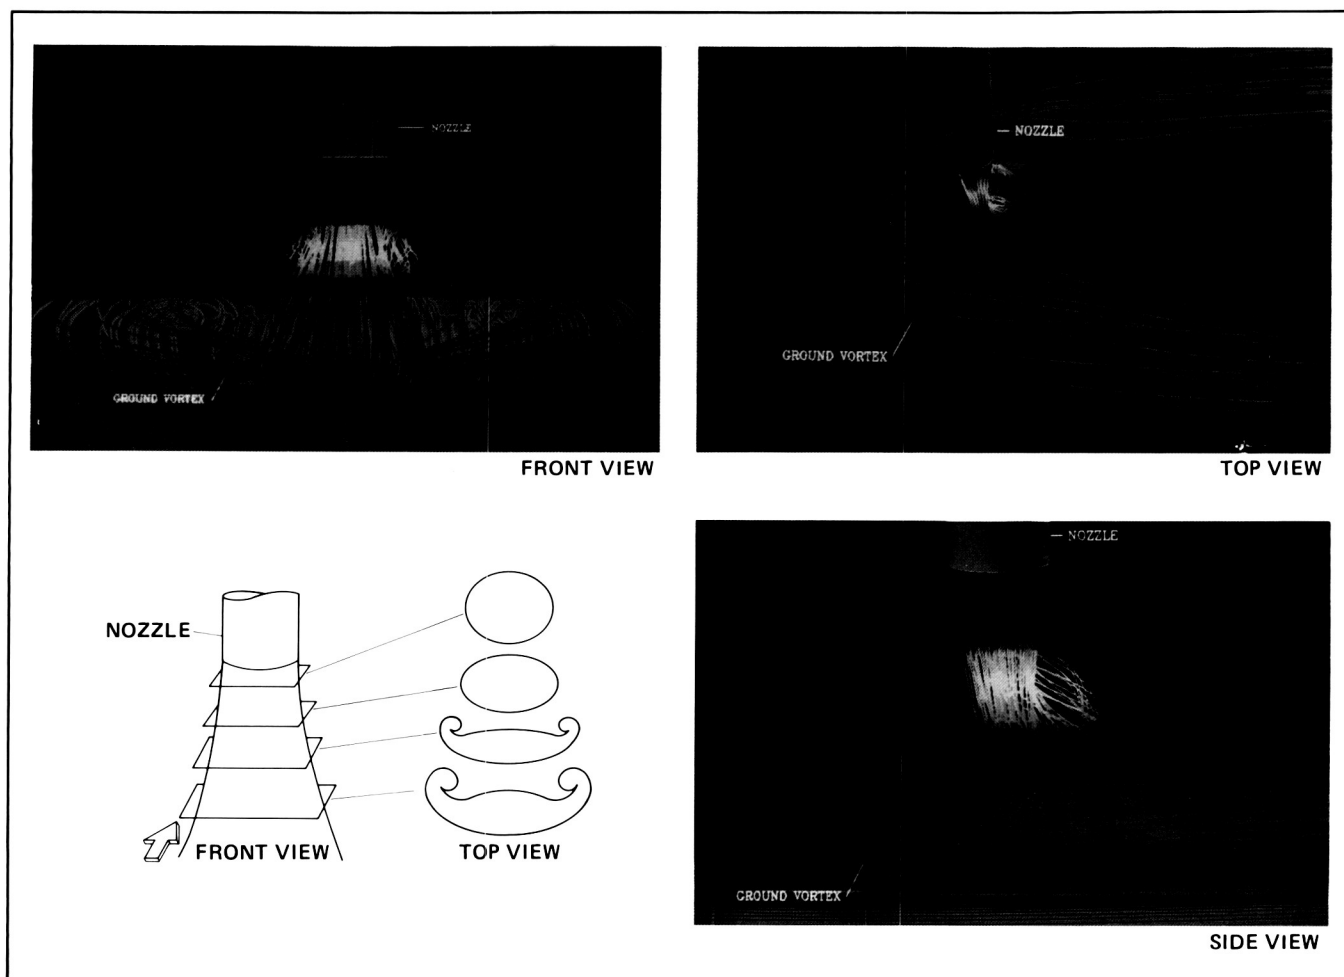 NOZZLE
GROUND VORTEX
FRONT VIEW
NOZZLE
GROUND VORTEX
TOP VIEW
NOZZLE
FRONT VIEW
TOP VIEW
NOZZLE
GROUND VORTEX
SIDE VIEW